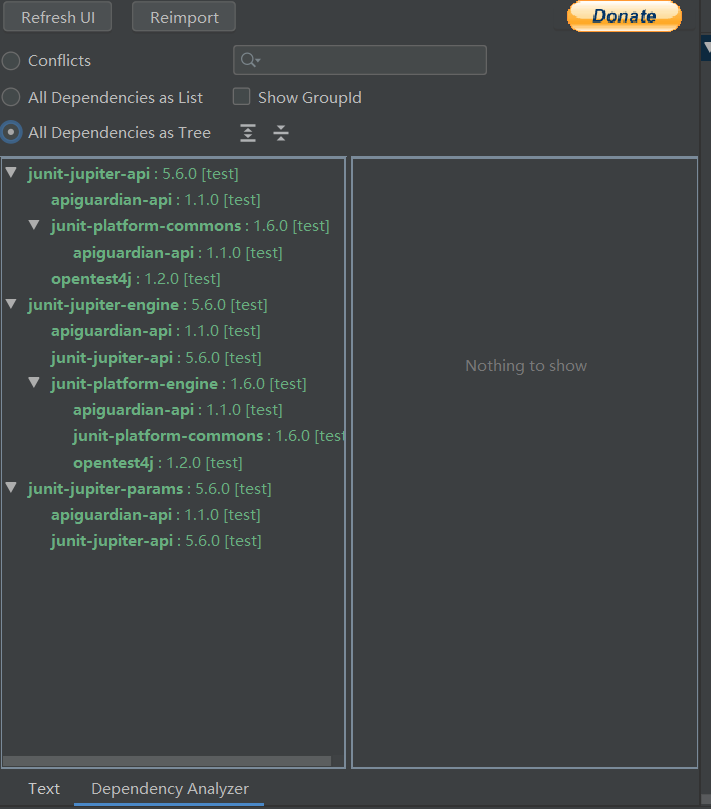 Refresh UI
Reimport
Donate
Conflicts
All Dependencies as List
Show GroupId
All Dependencies as Tree
junit-jupiter-api : 5.6.0 [test]
apiguardian-api : 1.1.0 [test]
junit-platform-commons : 1.6.0 [test]
apiguardian-api : 1.1.0 [test]
opentest4j : 1.2.0 [test]
junit-jupiter-engine : 5.6.0 [test]
apiguardian-api : 1.1.0 [test]
junit-jupiter-api : 5.6.0 [test]
junit-platform-engine : 1.6.0 [test]
apiguardian-api : 1.1.0 [test]
junit-platform-commons : 1.6.0 [test
opentest4j : 1.2.0 [test]
junit-jupiter-params : 5.6.0 [test]
apiguardian-api : 1.1.0 [test]
junit-jupiter-api : 5.6.0 [test]
Nothing to show
Text
Dependency Analyzer